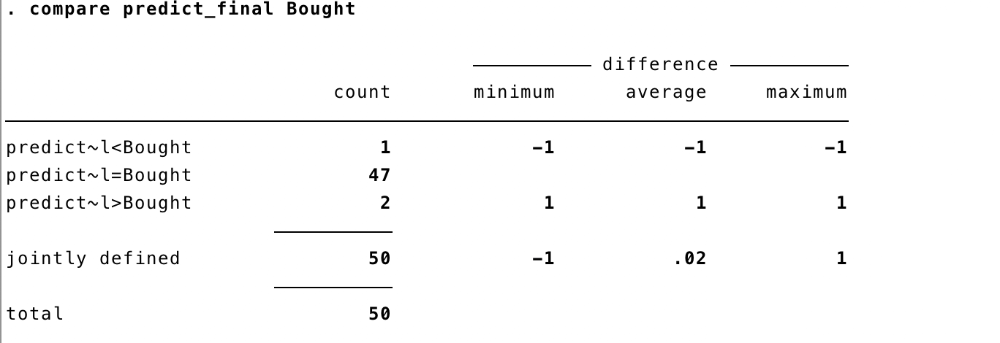 . compare predict_final Bought
difference
count minimum average maximum
predict~l<Bought 1 −1 −1 −1
predict~l=Bought 47
predict~l>Bought 2 1 1 1
jointly defined 50 −1 .02 1
total 50